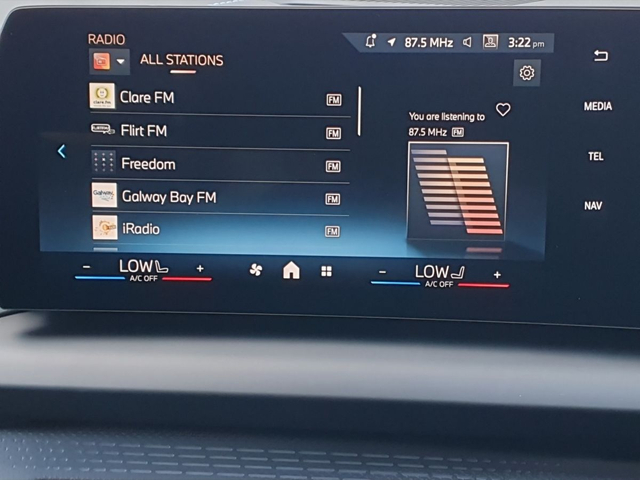 RADIO
87.5 MHz 3:22 pm
ALL STATIONS
Clare FM FM
Flirt FM FM
Freedom FM
Galway Bay FM FM
iRadio FM
You are listening to
87.5 MHz FM
MEDIA
TEL
NAV
− LOW +
A/C OFF
− LOW +
A/C OFF